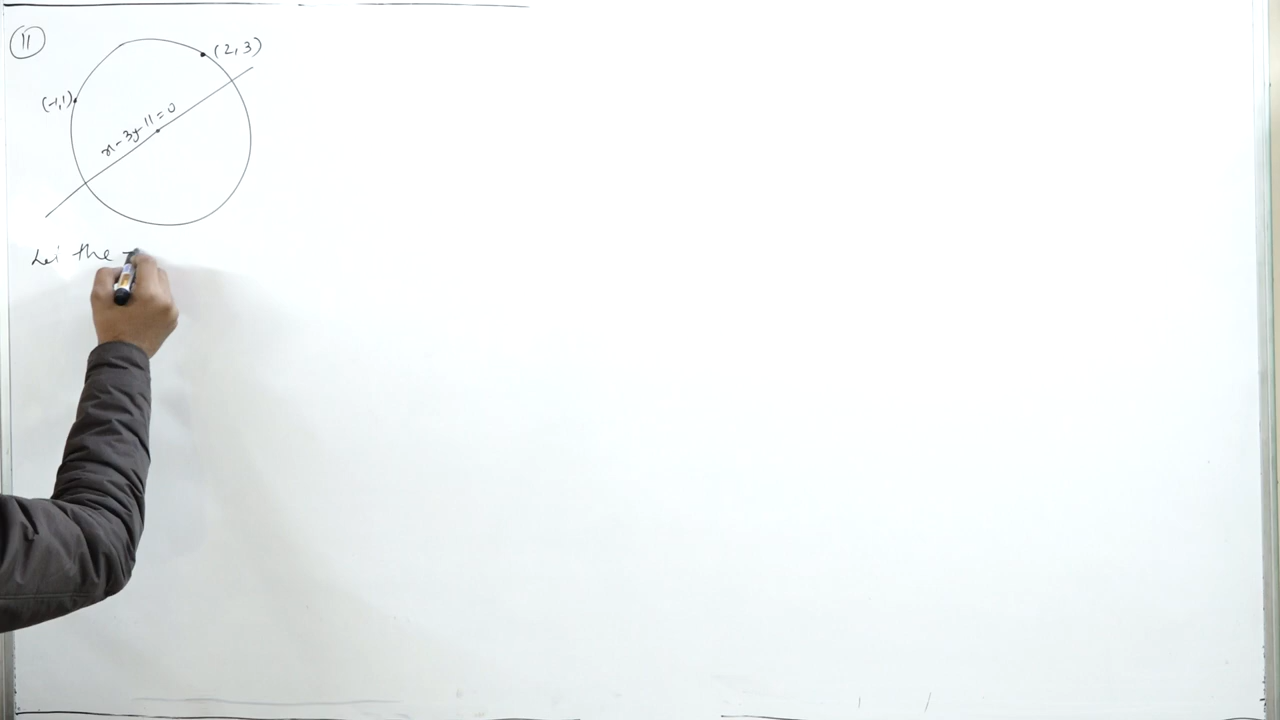 11
(2,3)
(-1,1)
x-3y-11=0
Let the